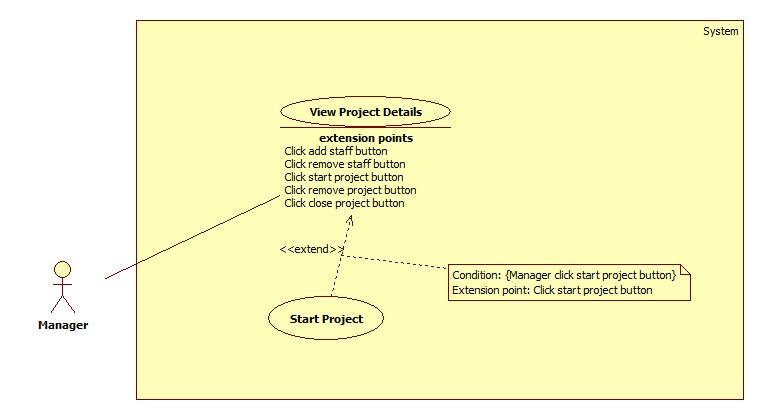 System
View Project Details
extension points
Click add staff button
Click remove staff button
Click start project button
Click remove project button
Click close project button
<<extend>>
Condition: {Manager click start project button}
Extension point: Click start project button
Start Project
Manager